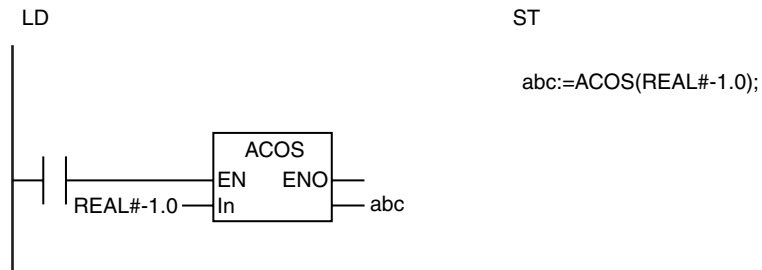 LD
ST
abc:=ACOS(REAL#-1.0);
ACOS
EN ENO
REAL#-1.0 In abc